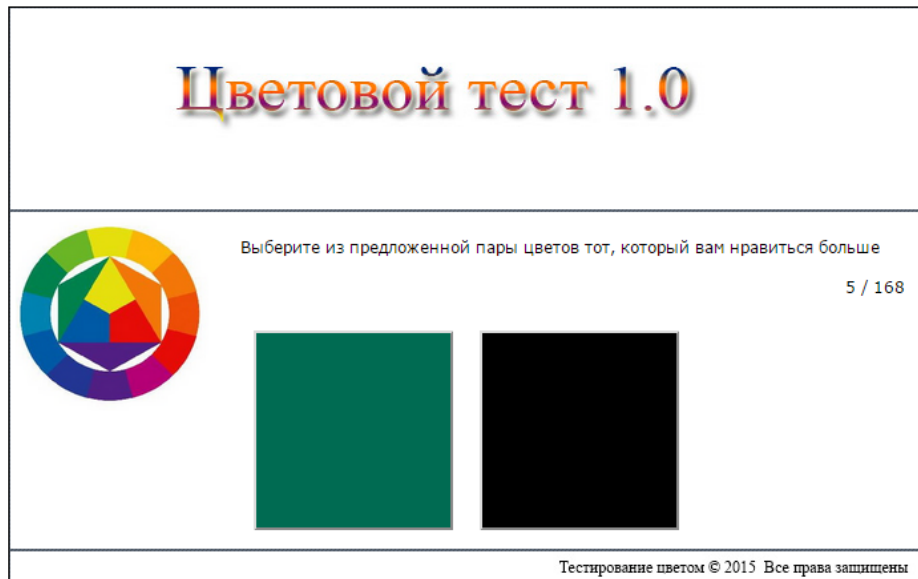 Цветовой тест 1.0
Выберите из предложенной пары цветов тот, который вам нравиться больше
5 / 168
Тестирование цветом © 2015 Все права защищены